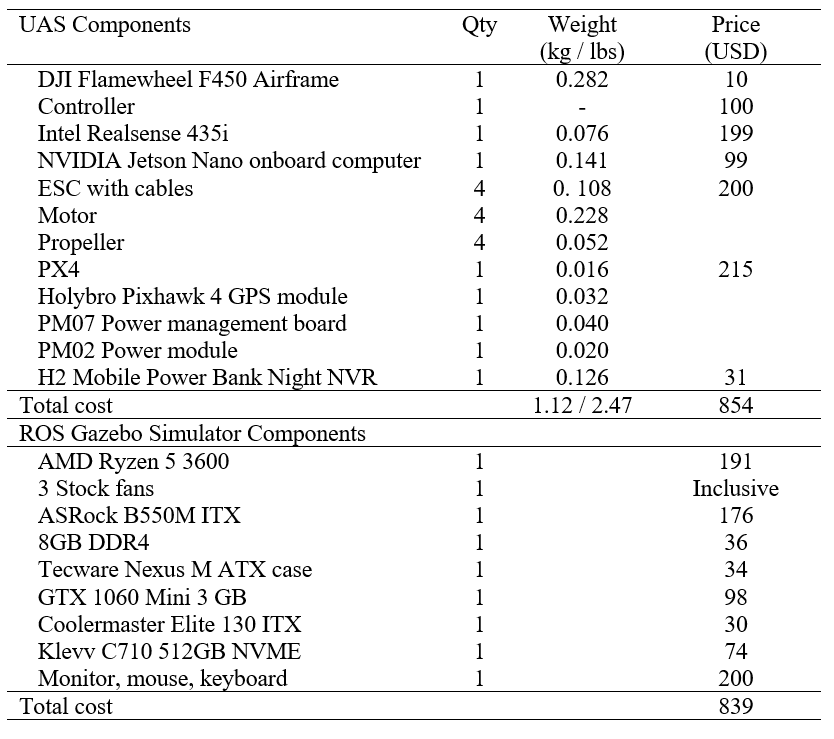 UAS Components Qty Weight Price
(kg / lbs) (USD)
DJI Flamewheel F450 Airframe 1 0.282 10
Controller 1 - 100
Intel Realsense 435i 1 0.076 199
NVIDIA Jetson Nano onboard computer 1 0.141 99
ESC with cables 4 0. 108 200
Motor 4 0.228
Propeller 4 0.052
PX4 1 0.016 215
Holybro Pixhawk 4 GPS module 1 0.032
PM07 Power management board 1 0.040
PM02 Power module 1 0.020
H2 Mobile Power Bank Night NVR 1 0.126 31
Total cost 1.12 / 2.47 854
ROS Gazebo Simulator Components
AMD Ryzen 5 3600 1 191
3 Stock fans 1 Inclusive
ASRock B550M ITX 1 176
8GB DDR4 1 36
Tecware Nexus M ATX case 1 34
GTX 1060 Mini 3 GB 1 98
Coolermaster Elite 130 ITX 1 30
Klevv C710 512GB NVME 1 74
Monitor, mouse, keyboard 1 200
Total cost 839